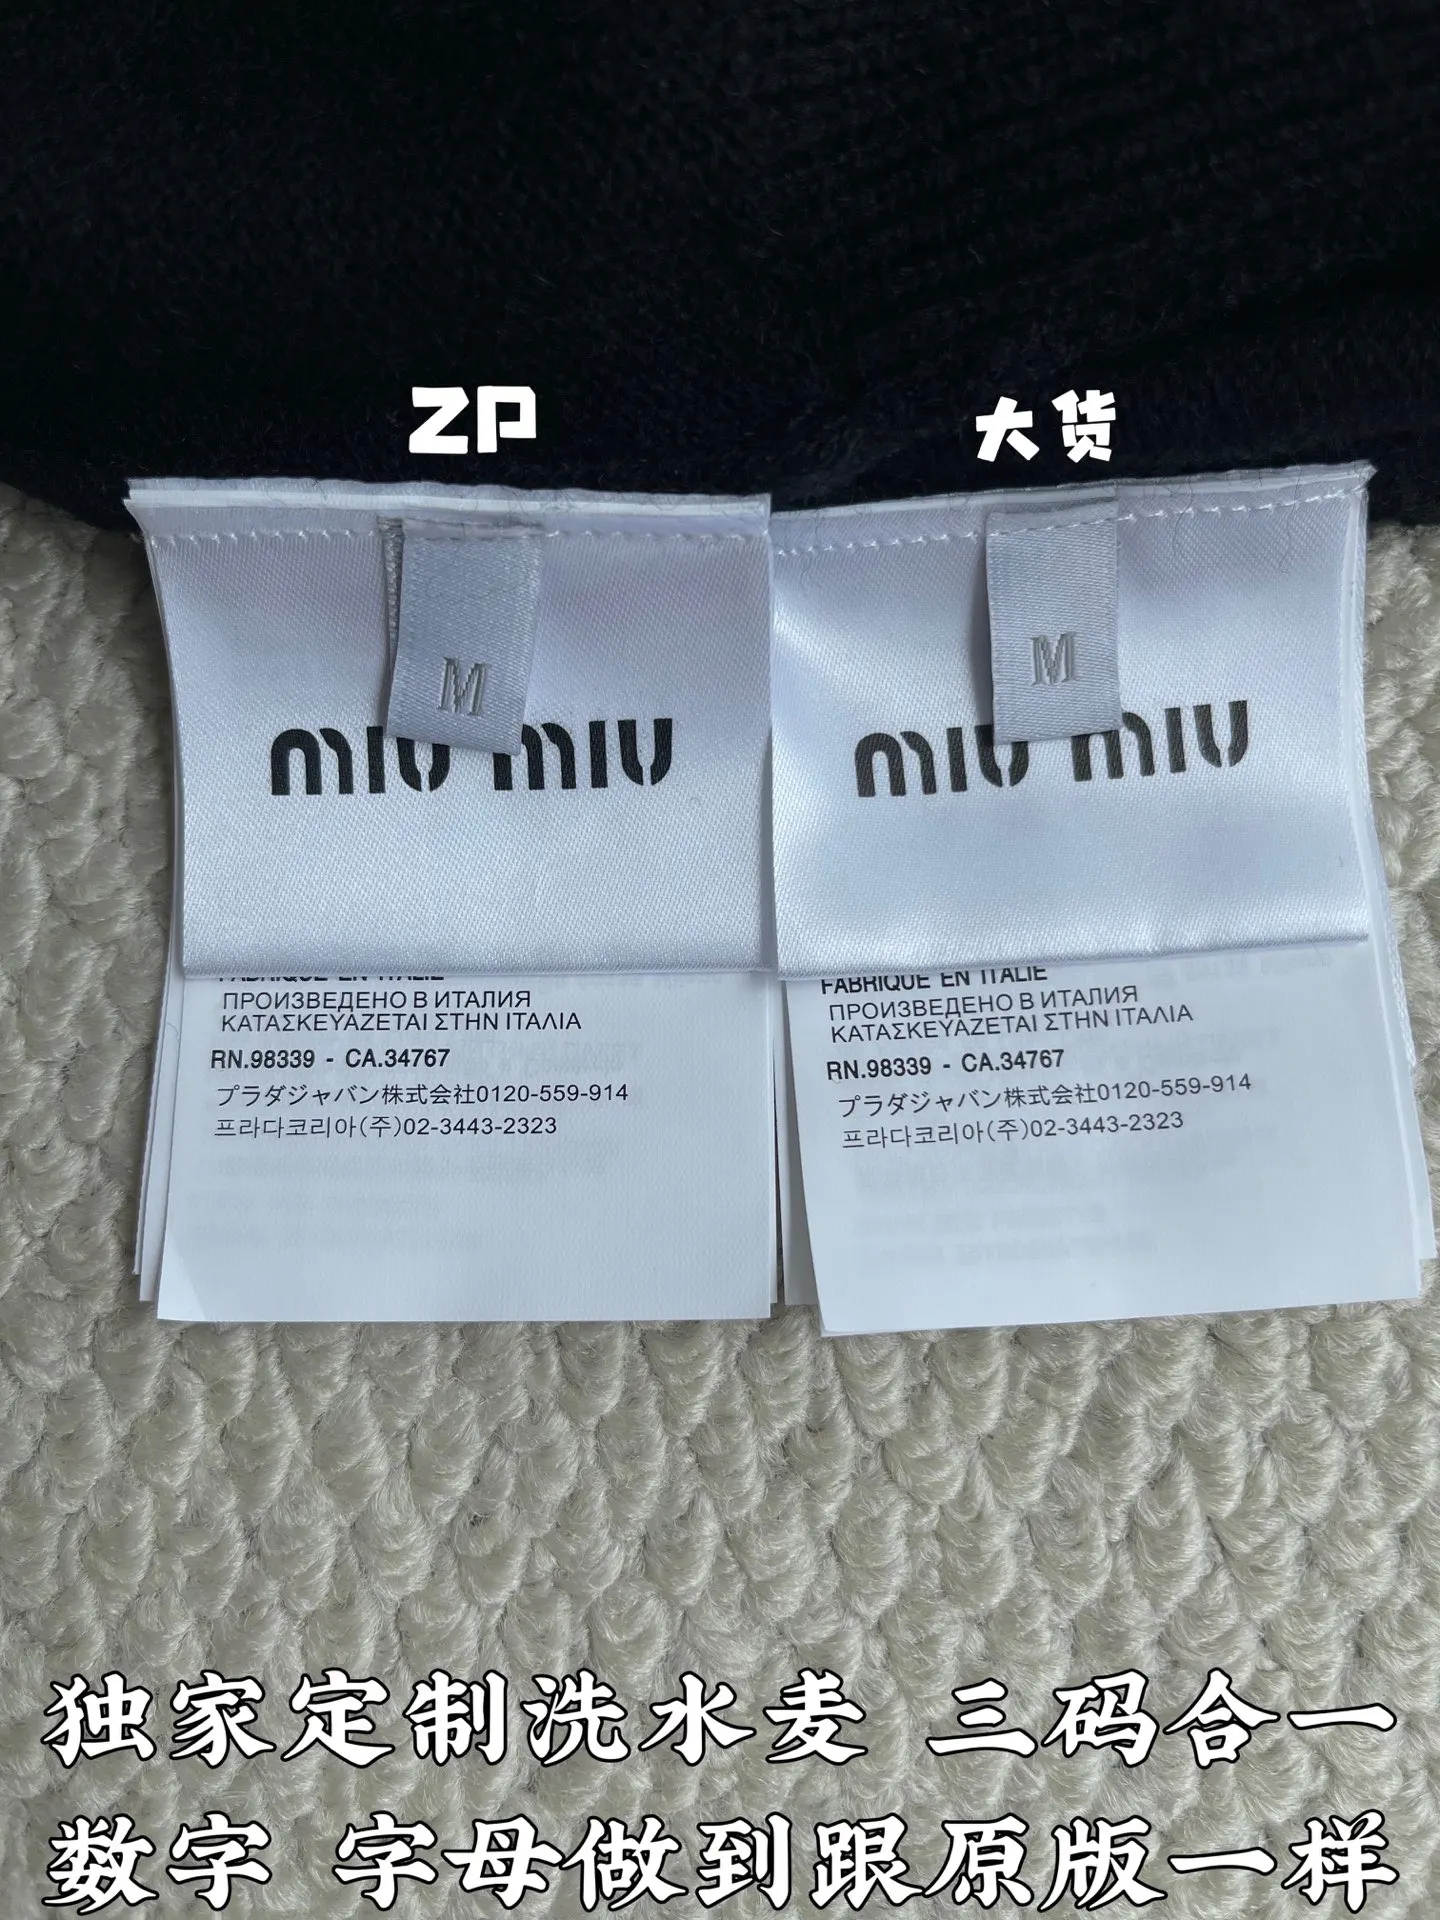 ZP
大货
M
M
miu miu
miu miu
FABRIQUE EN ITALIE
ПРОИЗВЕДЕНО В ИТАЛИЯ
ΚΑΤΑΣΚΕΥΑΖΕΤΑΙ ΣΤΗΝ ΙΤΑΛΙΑ
RN.98339 - CA.34767
プラダジャバン株式会社0120-559-914
프라다코리아(주)02-3443-2323
FABRIQUE EN ITALIE
ПРОИЗВЕДЕНО В ИТАЛИЯ
ΚΑΤΑΣΚΕΥΑΖΕΤΑΙ ΣΤΗΝ ΙΤΑΛΙΑ
RN.98339 - CA.34767
プラダジャバン株式会社0120-559-914
프라다코리아(주)02-3443-2323
独家定制洗水麦 三码合一
数字 字母做到跟原版一样